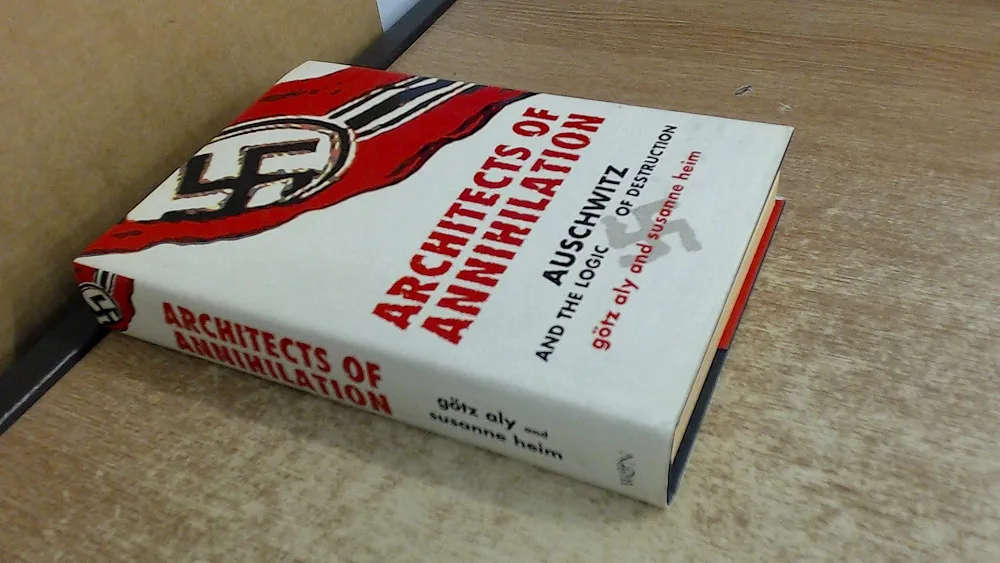 ARCHITECTS OF
ANNIHILATION
AUSCHWITZ
AND THE LOGIC OF DESTRUCTION
götz aly and susanne heim
ARCHITECTS OF
ANNIHILATION
götz aly and
susanne heim